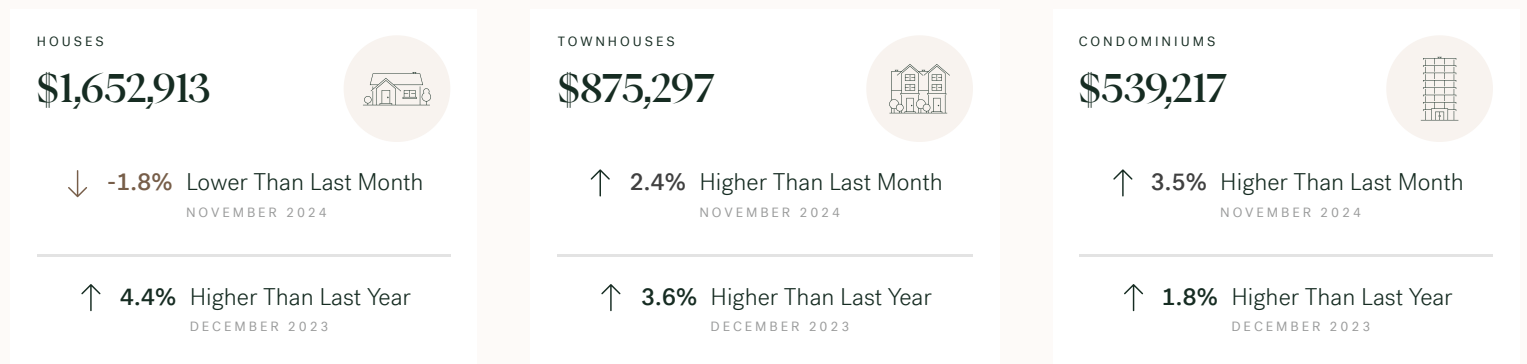 HOUSES
$1,652,913
-1.8% Lower Than Last Month
NOVEMBER 2024
4.4% Higher Than Last Year
DECEMBER 2023
TOWNHOUSES
$875,297
2.4% Higher Than Last Month
NOVEMBER 2024
3.6% Higher Than Last Year
DECEMBER 2023
CONDOMINIUMS
$539,217
3.5% Higher Than Last Month
NOVEMBER 2024
1.8% Higher Than Last Year
DECEMBER 2023